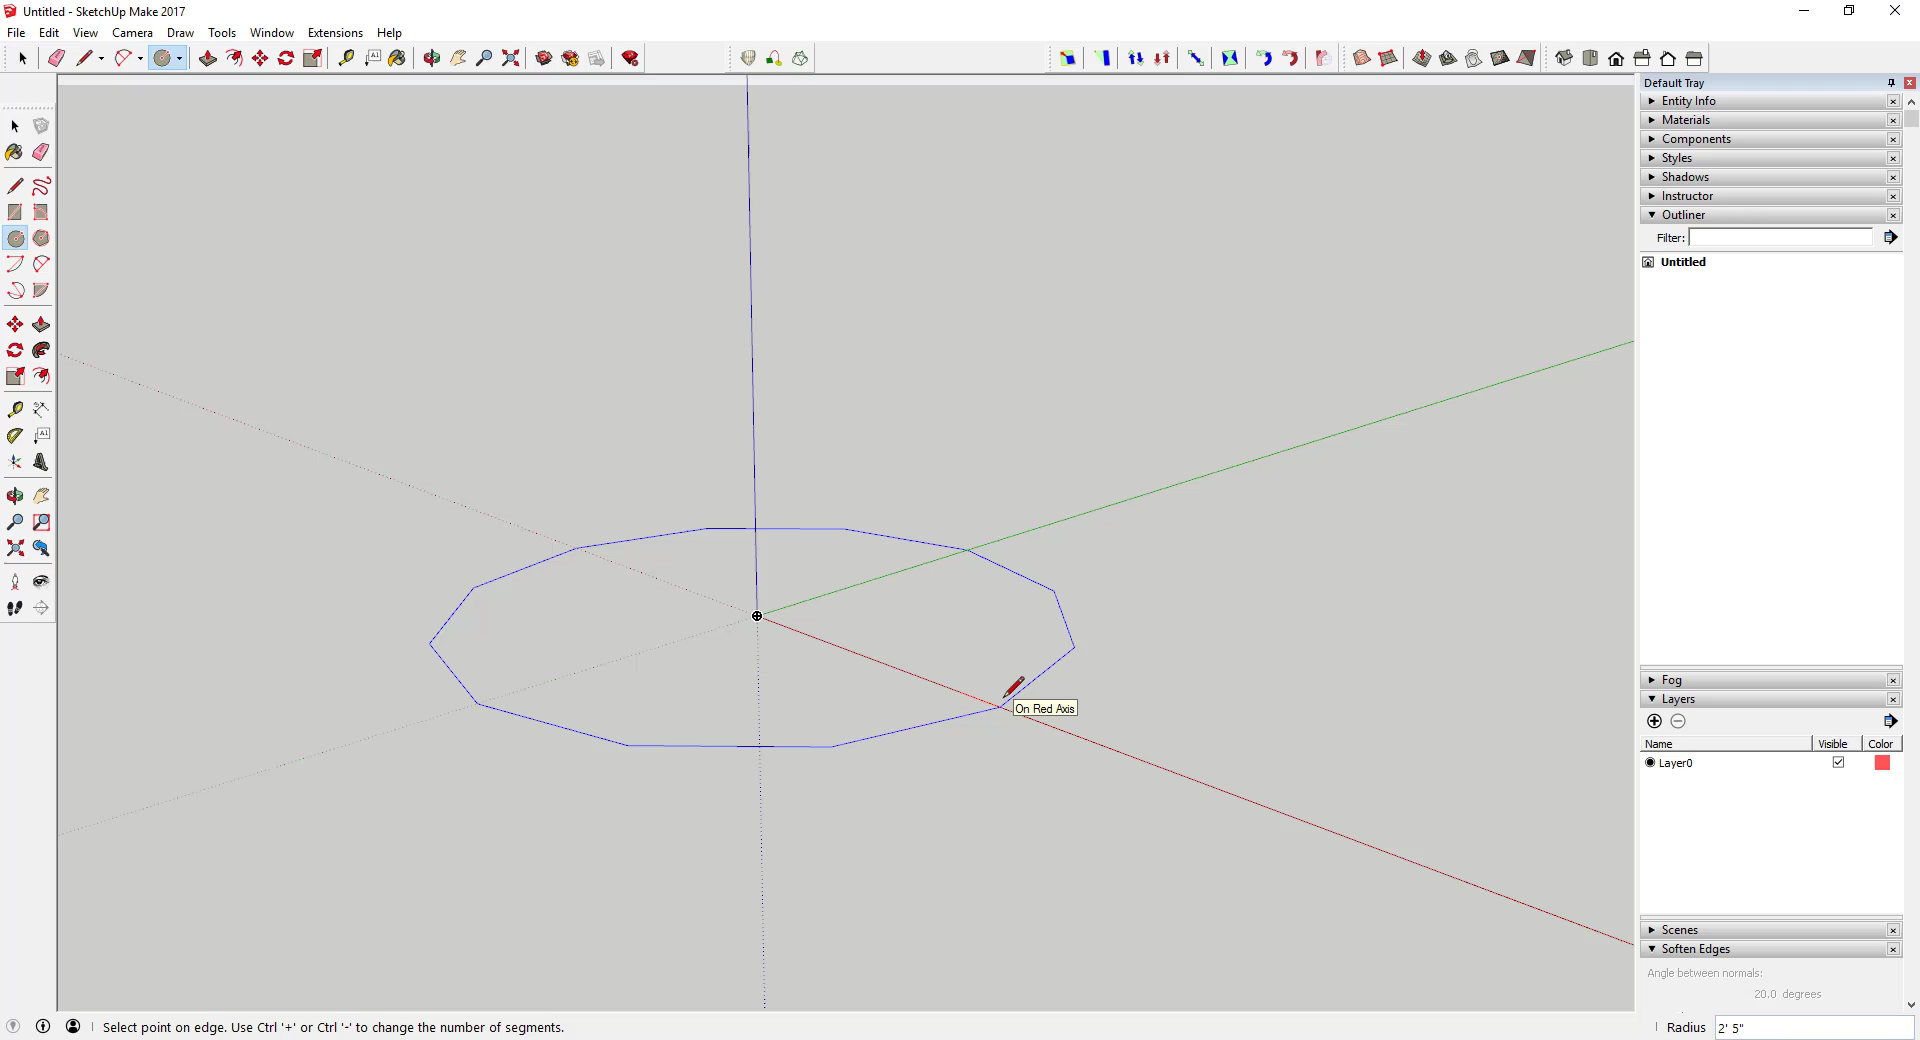 Untitled - SketchUp Make 2017
File Edit View Camera Draw Tools Window Extensions Help
Default Tray
Entity Info
Materials
Components
Styles
Shadows
Instructor
Outliner
Filter:
Untitled
On Red Axis
Fog
Layers
Name Visible Color
Layer0
Scenes
Soften Edges
Angle between normals:
20.0 degrees
Select point on edge. Use Ctrl '+' or Ctrl '-' to change the number of segments.
Radius 2' 5"